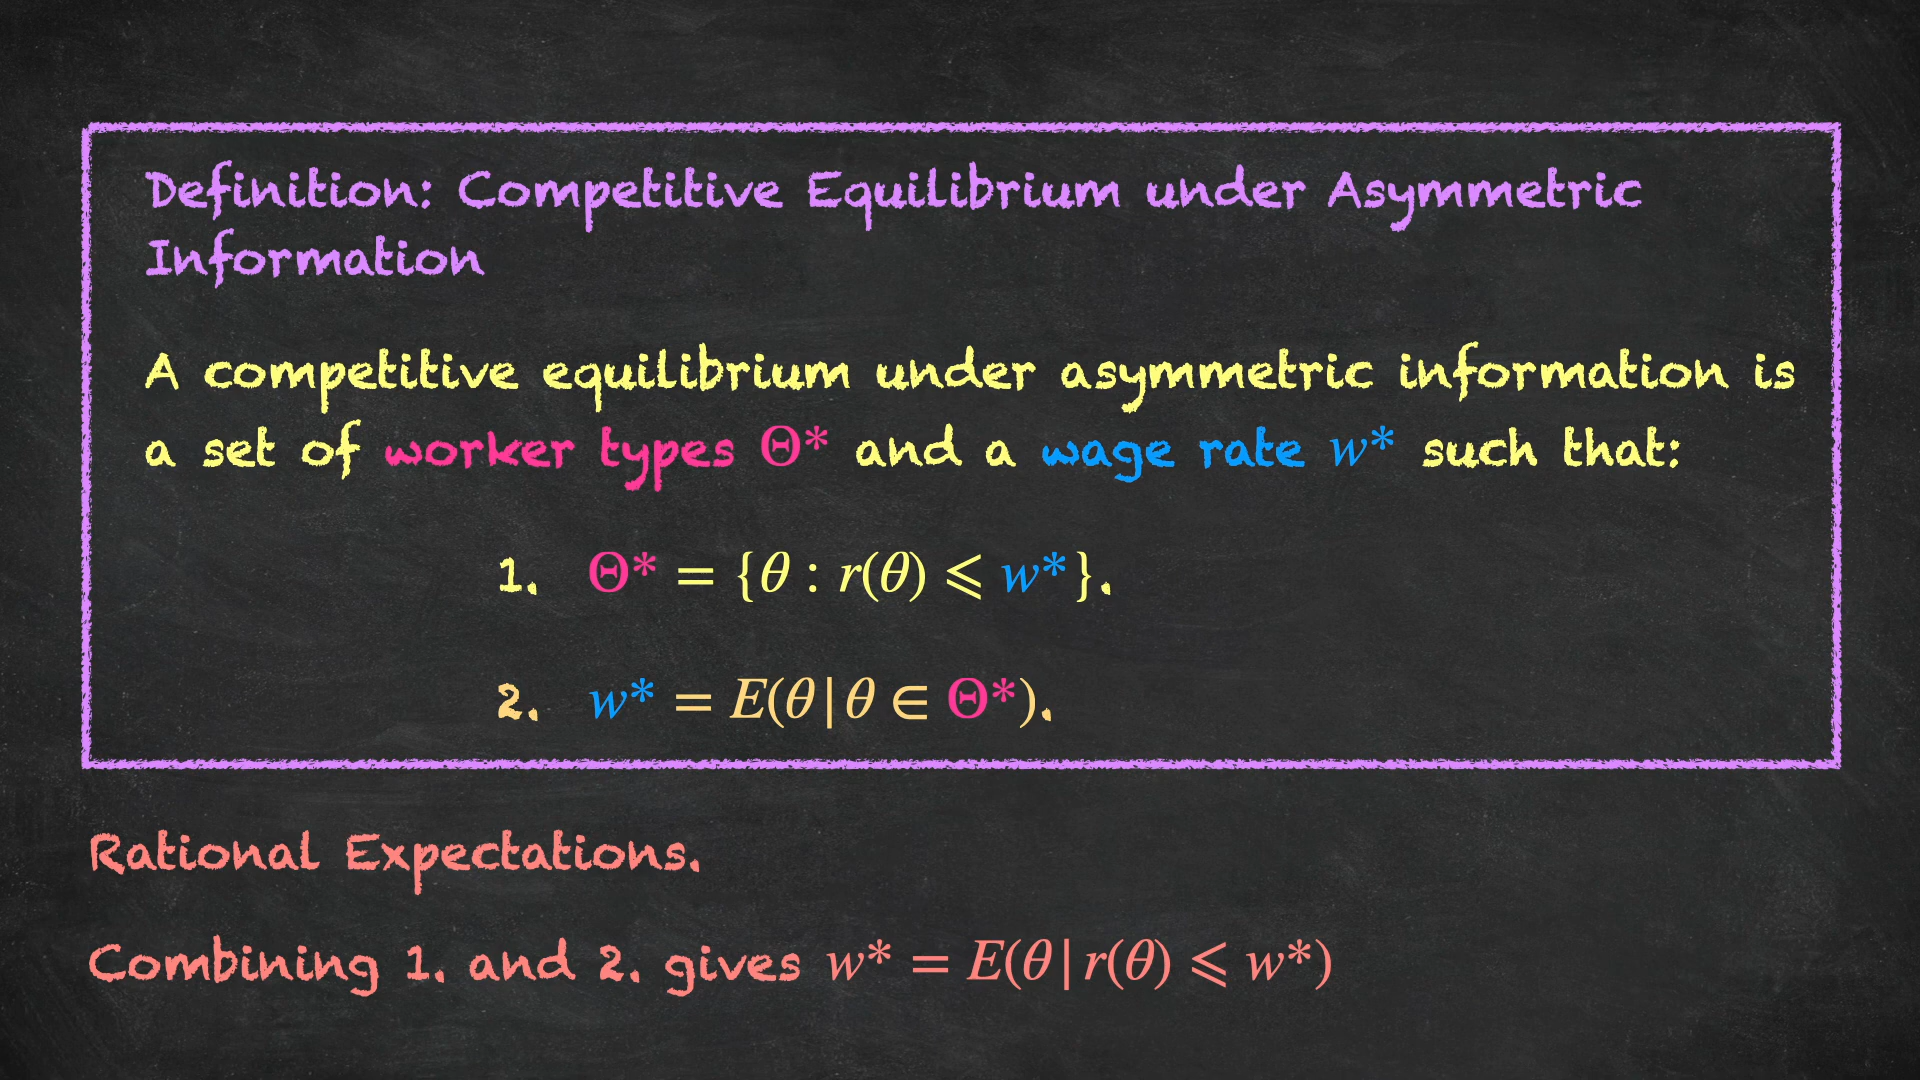 Definition: Competitive Equilibrium under Asymmetric
Information
A competitive equilibrium under asymmetric information is
a set of worker types Θ* and a wage rate w* such that:
1. Θ* = {θ : r(θ) ⩽ w*}.
2. w* = E(θ | θ ∈ Θ*).
Rational Expectations.
Combining 1. and 2. gives w* = E(θ | r(θ) ⩽ w*)